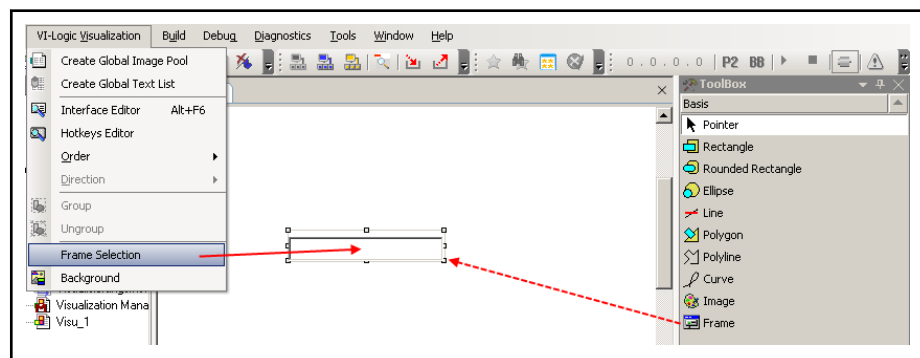 VI-Logic Visualization Build Debug Diagnostics Tools Window Help
Create Global Image Pool
Create Global Text List
Interface Editor Alt+F6
Hotkeys Editor
Order
Direction
Group
Ungroup
Frame Selection
Background
Visualization Mana
Visu_1
0 . 0 . 0 . 0 P2 BB
ToolBox
Basis
Pointer
Rectangle
Rounded Rectangle
Ellipse
Line
Polygon
Polyline
Curve
Image
Frame